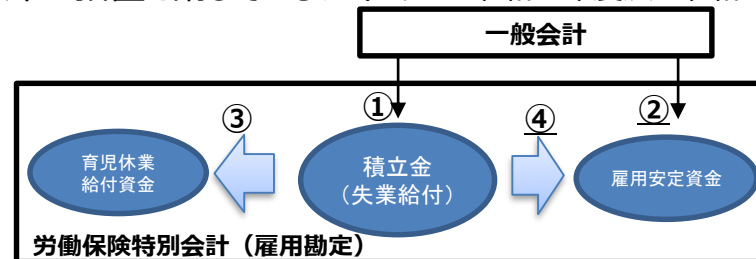 一般会計
③
①
④
②
育児休業
給付資金
積立金
（失業給付）
雇用安定資金
労働保険特別会計（雇用勘定）